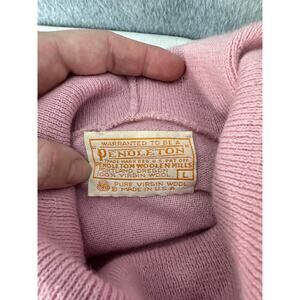 WARRANTED TO BE A
"PENDLETON"
TRADE MARK REG. U.S. PAT. OFF.
PENDLETON WOOLEN MILLS
PORTLAND, OREGON
100% VIRGIN WOOL
L
PURE VIRGIN WOOL
MADE IN U.S.A.